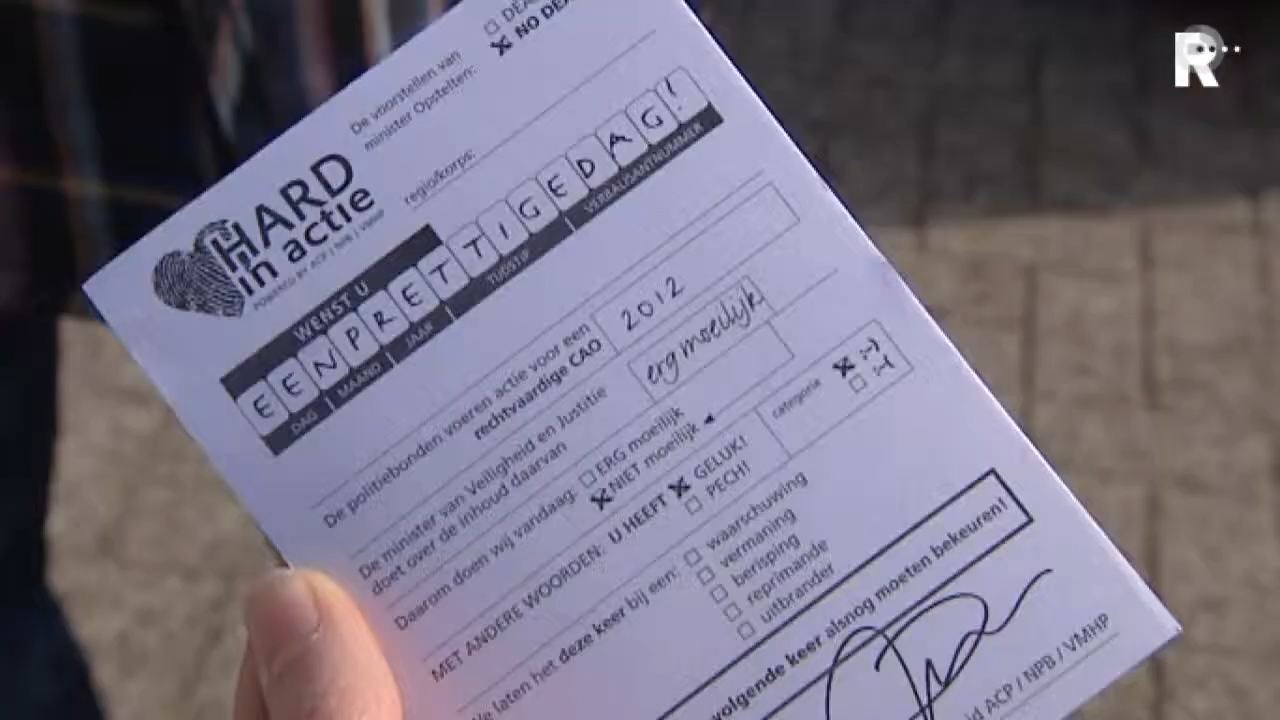 R
De voorstellen van
minister Opstelten:
NO
regio/korps:
HARD
in actie
POWERED BY ACP | NPB | VMHP
WENST U
EEN PRETTIGE DAG!
DAG | MAAND | JAAR | TIJDSTIP | VERBALISANTNUMMER
De politiebonden voeren actie voor een
rechtvaardige CAO
2012
De minister van Veiligheid en Justitie
doet over de inhoud daarvan
erg moeilijk
Daarom doen wij vandaag:
ERG moeilijk
NIET moeilijk
MET ANDERE WOORDEN: U HEEFT
GELUK!
PECH!
categorie
:-)
:-(
We laten het deze keer bij een:
waarschuwing
vermaning
berisping
reprimande
uitbrander
volgende keer alsnog moeten bekeuren!
ACP / NPB / VMHP